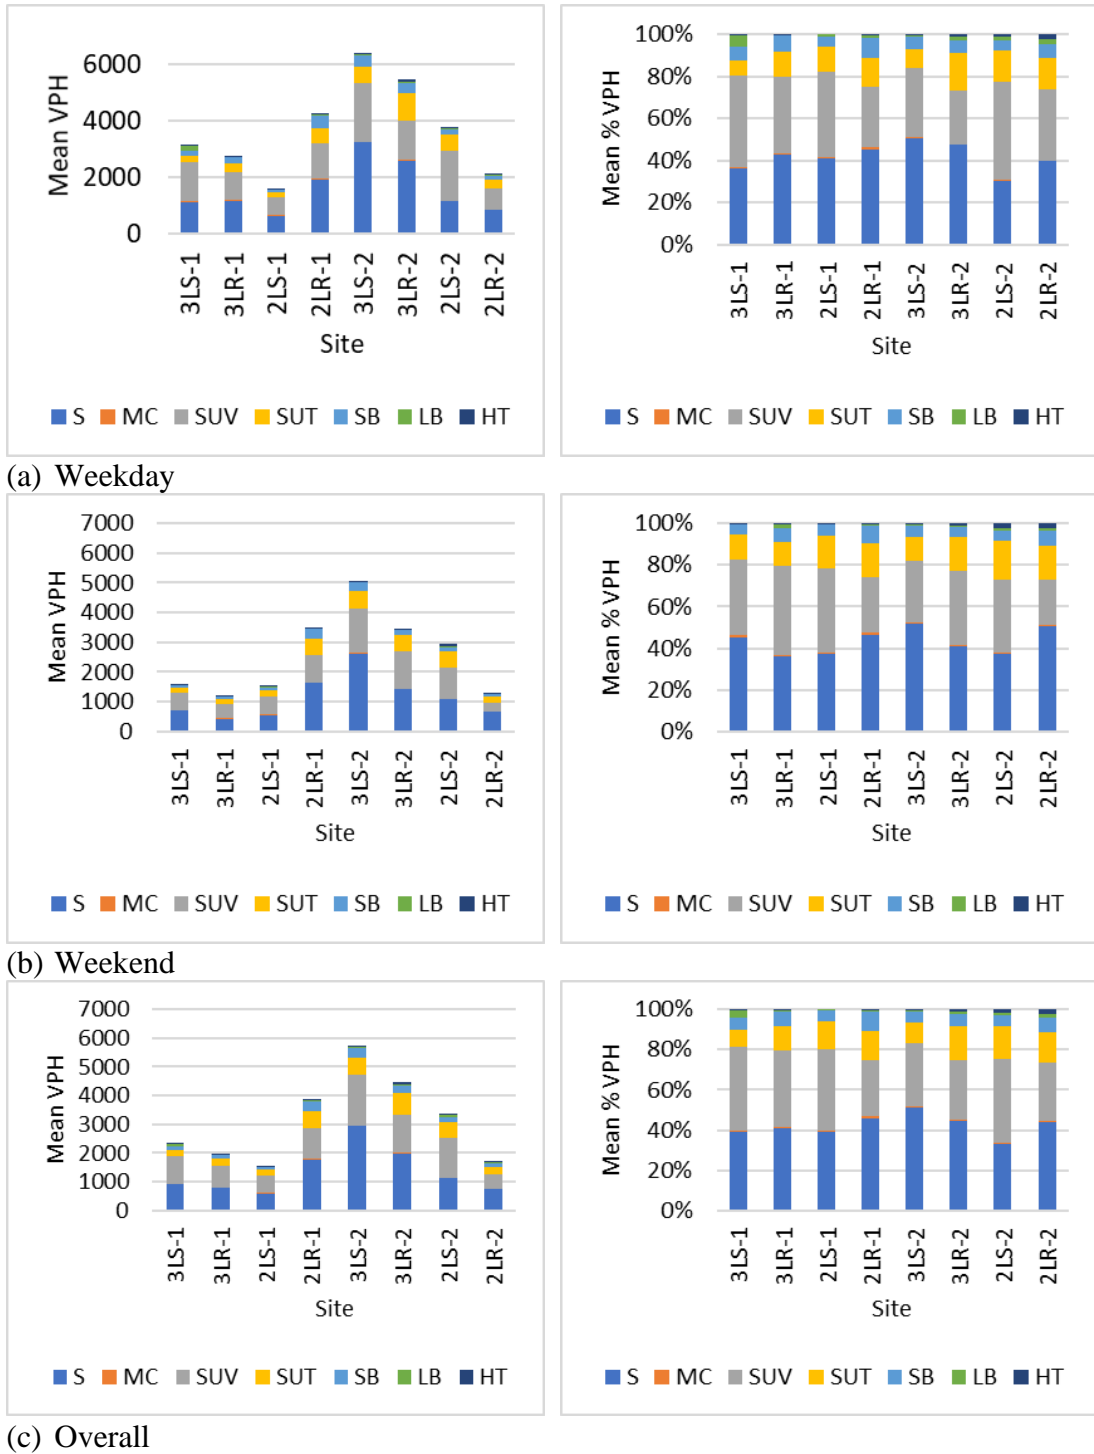 6000
4000
2000
0
Mean VPH
3LS-1
3LR-1
2LS-1
2LR-1
3LS-2
3LR-2
2LS-2
2LR-2
Site
S MC SUV SUT SB LB HT
100%
80%
60%
40%
20%
0%
Mean % VPH
3LS-1
3LR-1
2LS-1
2LR-1
3LS-2
3LR-2
2LS-2
2LR-2
Site
S MC SUV SUT SB LB HT
(a) Weekday
7000
6000
5000
4000
3000
2000
1000
0
Mean VPH
3LS-1
3LR-1
2LS-1
2LR-1
3LS-2
3LR-2
2LS-2
2LR-2
Site
S MC SUV SUT SB LB HT
100%
80%
60%
40%
20%
0%
Mean % VPH
3LS-1
3LR-1
2LS-1
2LR-1
3LS-2
3LR-2
2LS-2
2LR-2
Site
S MC SUV SUT SB LB HT
(b) Weekend
7000
6000
5000
4000
3000
2000
1000
0
Mean VPH
3LS-1
3LR-1
2LS-1
2LR-1
3LS-2
3LR-2
2LS-2
2LR-2
Site
S MC SUV SUT SB LB HT
100%
80%
60%
40%
20%
0%
Mean % VPH
3LS-1
3LR-1
2LS-1
2LR-1
3LS-2
3LR-2
2LS-2
2LR-2
Site
S MC SUV SUT SB LB HT
(c) Overall